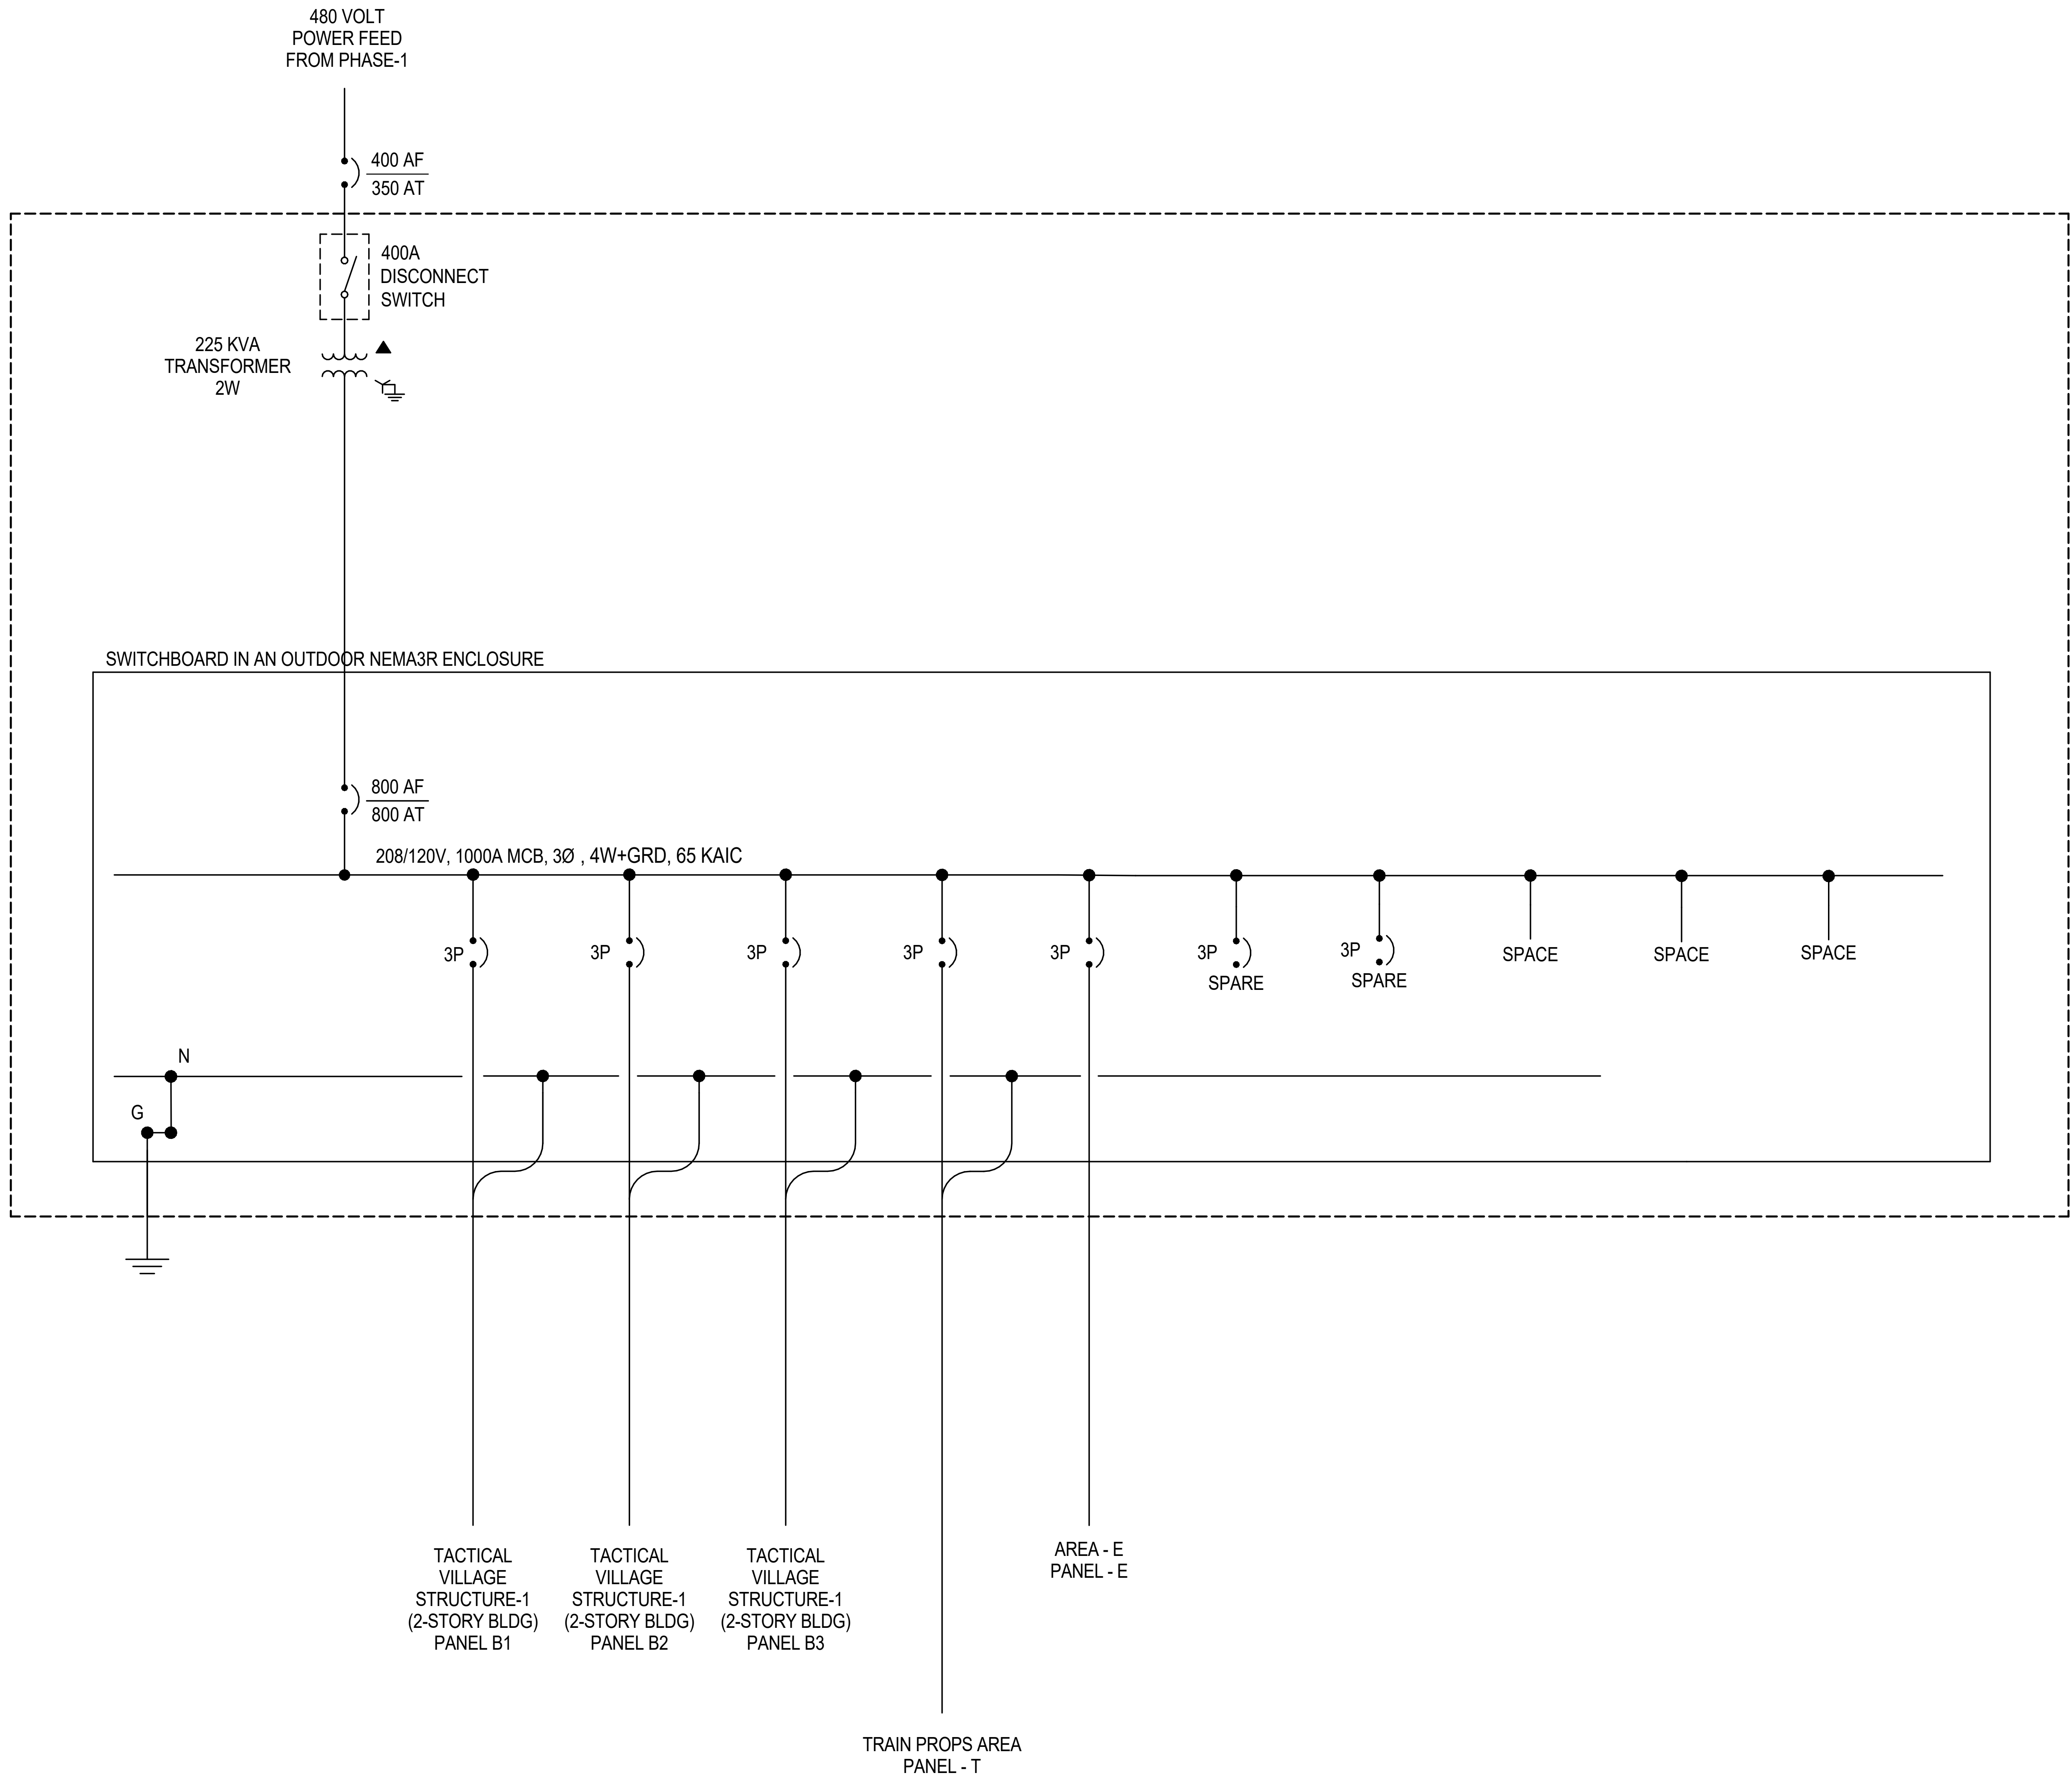 480 VOLT
POWER FEED
FROM PHASE-1
400 AF
350 AT
400A
DISCONNECT
SWITCH
225 KVA
TRANSFORMER
2W
SWITCHBOARD IN AN OUTDOOR NEMA3R ENCLOSURE
800 AF
800 AT
208/120V, 1000A MCB, 3Ø , 4W+GRD, 65 KAIC
3P
3P
3P
3P
3P
3P
SPARE
3P
SPARE
SPACE
SPACE
SPACE
N
G
TACTICAL
VILLAGE
STRUCTURE-1
(2-STORY BLDG)
PANEL B1
TACTICAL
VILLAGE
STRUCTURE-1
(2-STORY BLDG)
PANEL B2
TACTICAL
VILLAGE
STRUCTURE-1
(2-STORY BLDG)
PANEL B3
AREA - E
PANEL - E
TRAIN PROPS AREA
PANEL - T